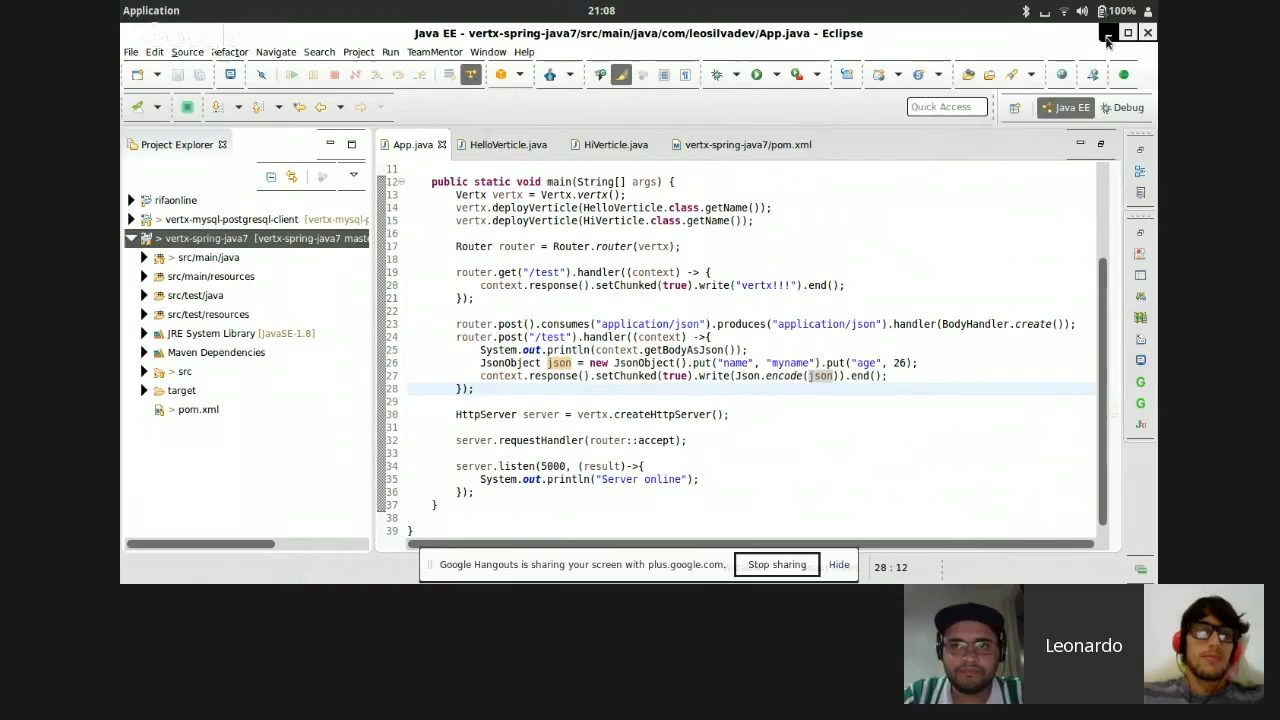 Application
21:08
100%
Java EE - vertx-spring-java7/src/main/java/com/leosilvadev/App.java - Eclipse
File Edit Source Refactor Navigate Search Project Run TeamMentor Window Help
Quick Access
Java EE
Debug
Project Explorer
App.java
HelloVerticle.java
HiVerticle.java
vertx-spring-java7/pom.xml
rifaonline
> vertx-mysql-postgresql-client [vertx-mysql-p
> vertx-spring-java7 [vertx-spring-java7 mast
> src/main/java
src/main/resources
src/test/java
src/test/resources
JRE System Library [JavaSE-1.8]
Maven Dependencies
> src
target
pom.xml
11
12 public static void main(String[] args) {
13 Vertx vertx = Vertx.vertx();
14 vertx.deployVerticle(HelloVerticle.class.getName());
15 vertx.deployVerticle(HiVerticle.class.getName());
16
17 Router router = Router.router(vertx);
18
19 router.get("/test").handler((context) -> {
20 context.response().setChunked(true).write("vertx!!!").end();
21 });
22
23 router.post().consumes("application/json").produces("application/json").handler(BodyHandler.create());
24 router.post("/test").handler((context) ->{
25 System.out.println(context.getBodyAsJson());
26 JsonObject json = new JsonObject().put("name", "myname").put("age", 26);
27 context.response().setChunked(true).write(Json.encode(json)).end();
28 });
29
30 HttpServer server = vertx.createHttpServer();
31
32 server.requestHandler(router::accept);
33
34 server.listen(5000, (result)->{
35 System.out.println("Server online");
36 });
37 }
38
39 }
Google Hangouts is sharing your screen with plus.google.com.
Stop sharing
Hide
28 : 12
Leonardo